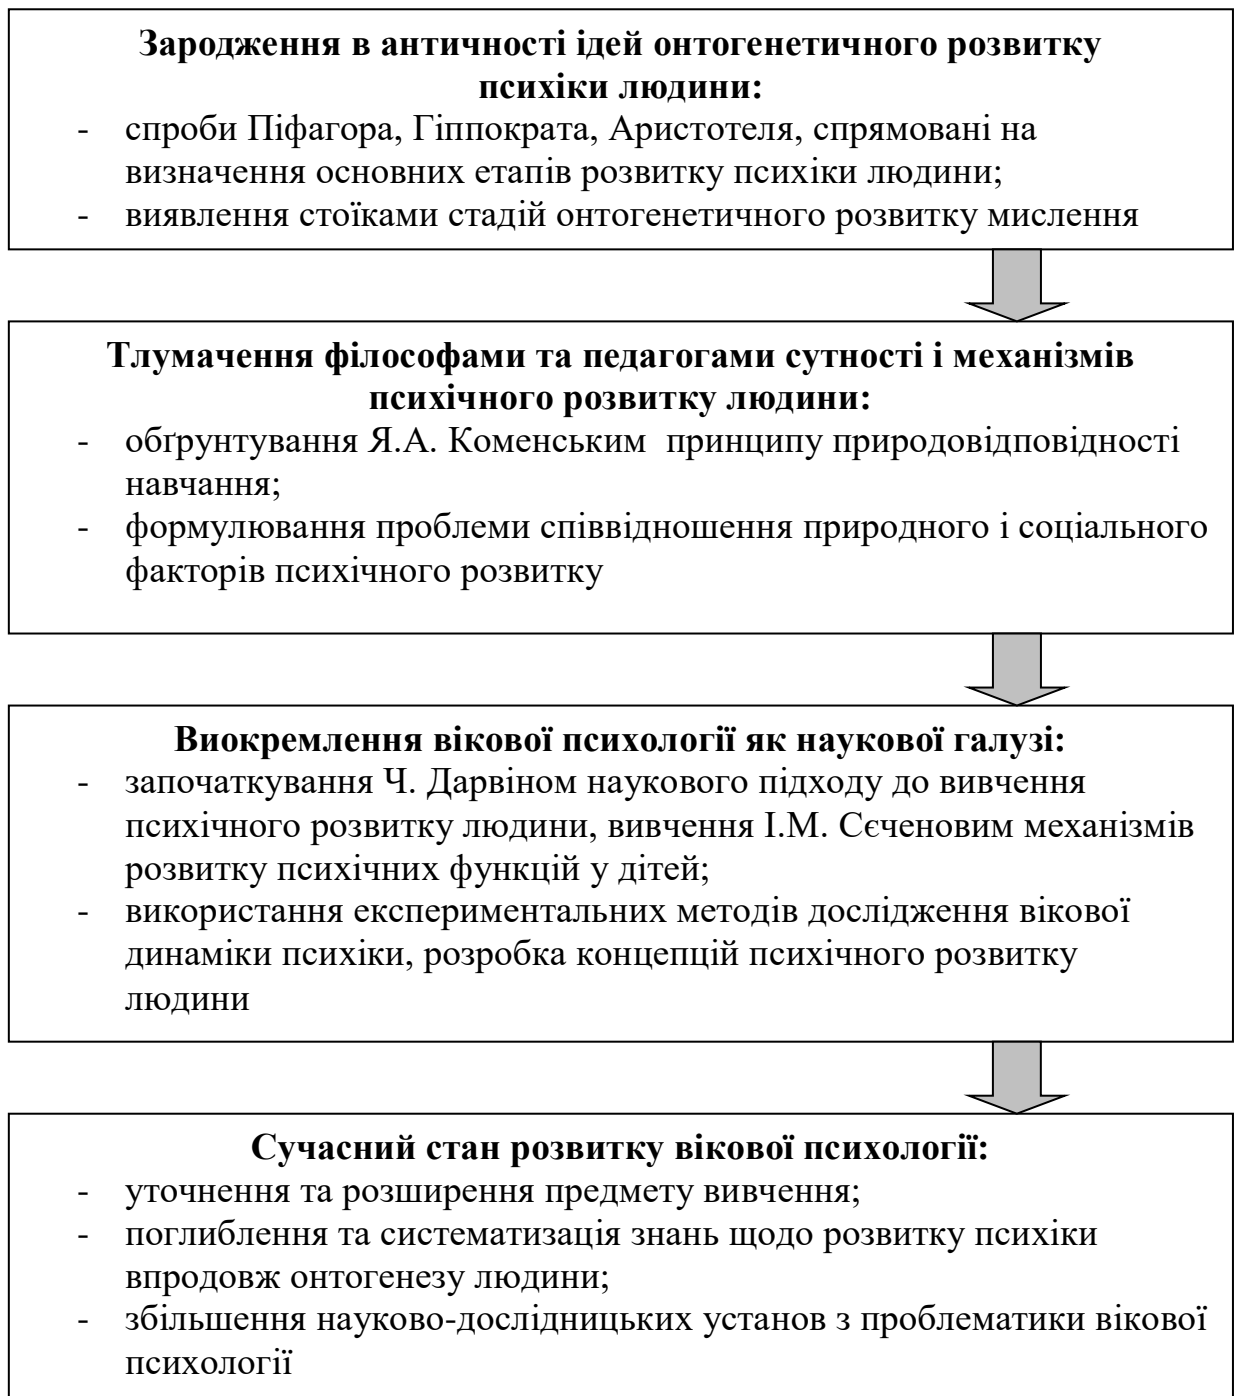 Зародження в античності ідей онтогенетичного розвитку
психіки людини:
- спроби Піфагора, Гіппократа, Аристотеля, спрямовані на
визначення основних етапів розвитку психіки людини;
- виявлення стоїками стадій онтогенетичного розвитку мислення
Тлумачення філософами та педагогами сутності і механізмів
психічного розвитку людини:
- обґрунтування Я.А. Коменським принципу природовідповідності
навчання;
- формулювання проблеми співвідношення природного і соціального
факторів психічного розвитку
Виокремлення вікової психології як наукової галузі:
- започаткування Ч. Дарвіном наукового підходу до вивчення
психічного розвитку людини, вивчення І.М. Сєченовим механізмів
розвитку психічних функцій у дітей;
- використання експериментальних методів дослідження вікової
динаміки психіки, розробка концепцій психічного розвитку
людини
Сучасний стан розвитку вікової психології:
- уточнення та розширення предмету вивчення;
- поглиблення та систематизація знань щодо розвитку психіки
впродовж онтогенезу людини;
- збільшення науково-дослідницьких установ з проблематики вікової
психології